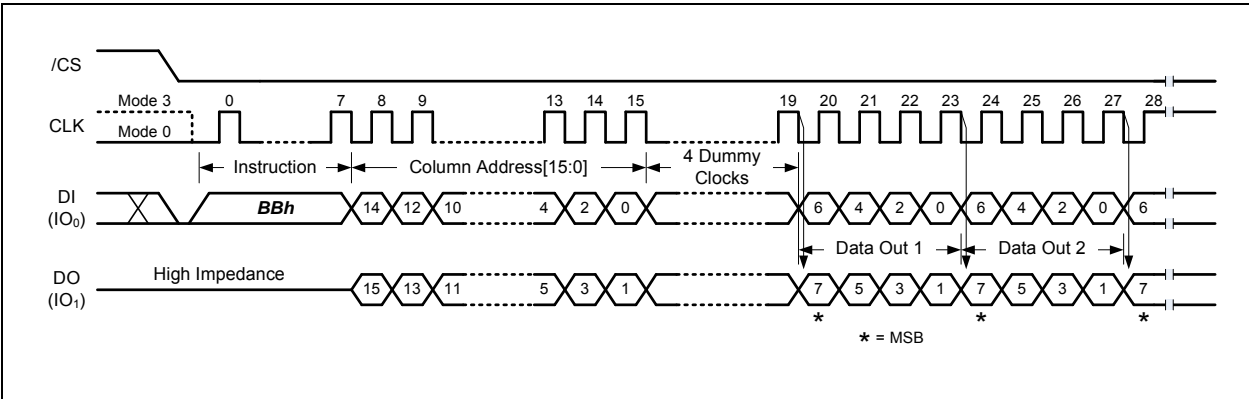 /CS
Mode 3 0 7 8 9 13 14 15 19 20 21 22 23 24 25 26 27 28
CLK
Mode 0
Instruction Column Address[15:0] 4 Dummy
Clocks
DI
(IO₀) BBh 14 12 10 4 2 0 6 4 2 0 6 4 2 0 6
Data Out 1 Data Out 2
High Impedance
DO
(IO₁) 15 13 11 5 3 1 7 5 3 1 7 5 3 1 7
* * *
* = MSB